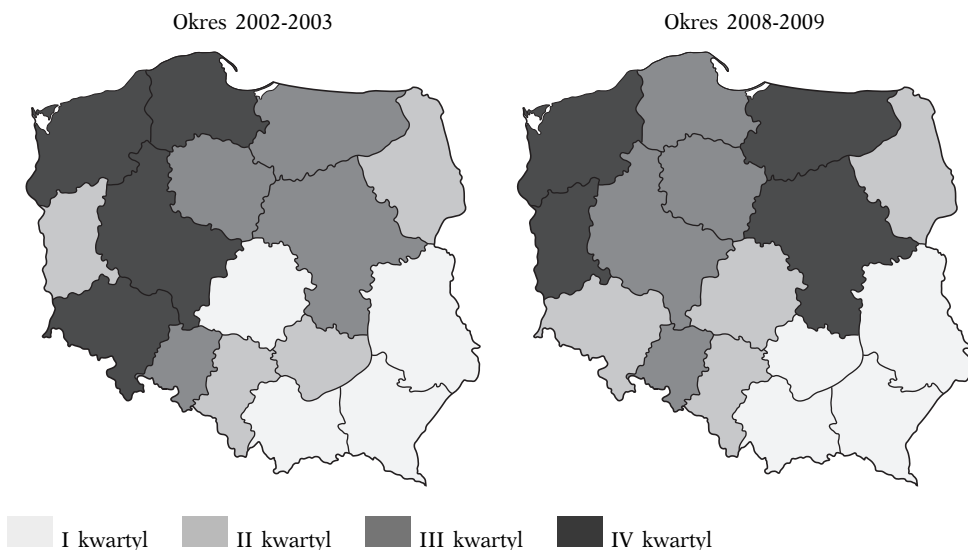 Okres 2002-2003
Okres 2008-2009
I kwartyl
II kwartyl
III kwartyl
IV kwartyl